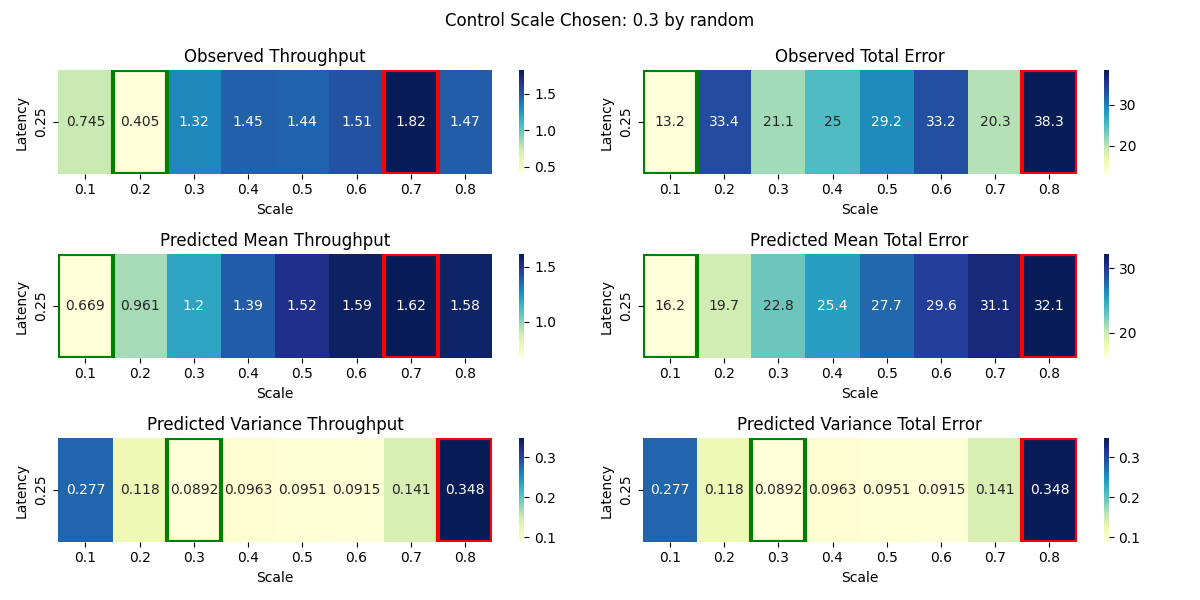 Control Scale Chosen: 0.3 by random
Observed Throughput
Latency
0.25
0.745 0.405 1.32 1.45 1.44 1.51 1.82 1.47
0.1 0.2 0.3 0.4 0.5 0.6 0.7 0.8
Scale
1.5
1.0
0.5
Observed Total Error
Latency
0.25
13.2 33.4 21.1 25 29.2 33.2 20.3 38.3
0.1 0.2 0.3 0.4 0.5 0.6 0.7 0.8
Scale
30
20
Predicted Mean Throughput
Latency
0.25
0.669 0.961 1.2 1.39 1.52 1.59 1.62 1.58
0.1 0.2 0.3 0.4 0.5 0.6 0.7 0.8
Scale
1.5
1.0
Predicted Mean Total Error
Latency
0.25
16.2 19.7 22.8 25.4 27.7 29.6 31.1 32.1
0.1 0.2 0.3 0.4 0.5 0.6 0.7 0.8
Scale
30
20
Predicted Variance Throughput
Latency
0.25
0.277 0.118 0.0892 0.0963 0.0951 0.0915 0.141 0.348
0.1 0.2 0.3 0.4 0.5 0.6 0.7 0.8
Scale
0.3
0.2
0.1
Predicted Variance Total Error
Latency
0.25
0.277 0.118 0.0892 0.0963 0.0951 0.0915 0.141 0.348
0.1 0.2 0.3 0.4 0.5 0.6 0.7 0.8
Scale
0.3
0.2
0.1